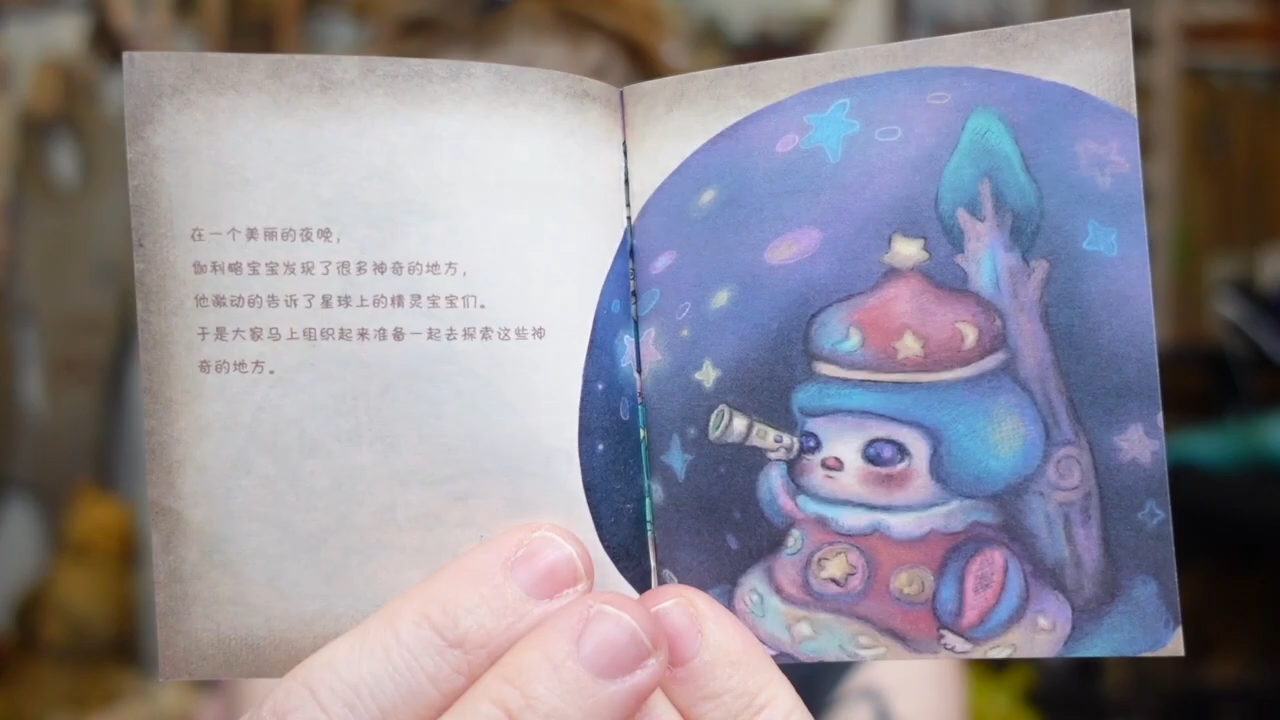 在一个美丽的夜晚，
伽利略宝宝发现了很多神奇的地方，
他激动的告诉了星球上的精灵宝宝们。
于是大家马上组织起来准备一起去探索这些神
奇的地方。